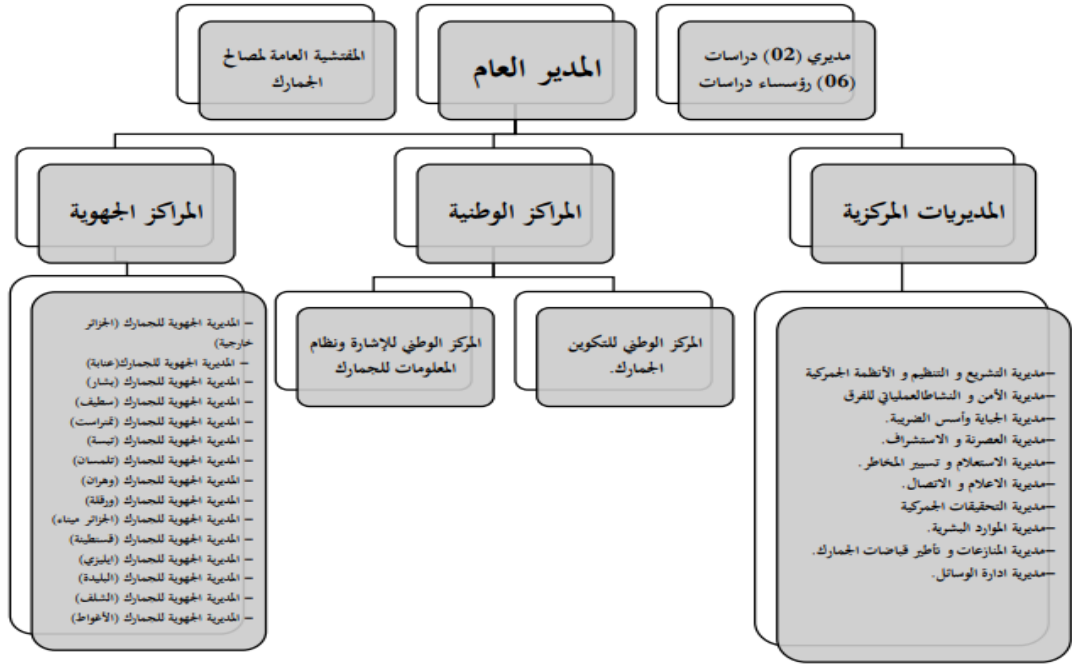 مديري (02) دراسات
(06) رؤسساء دراسات
المدير العام
المفتشية العامة لمصالح
الجمارك
المديريات المركزية
المراكز الوطنية
المراكز الجهوية
–مديرية التشريع و التنظيم و الأنظمة الجمركية
–مديرية الأمن و النشاطالعملياتي للفرق
–مديرية الجباية وأسس الضريبة.
–مديرية العصرنة و الاستشراف.
–مديرية الاستعلام و تسيير المخاطر.
–مديرية الاعلام و الاتصال.
–مديرية التحقيقات الجمركية
–مديرية الموارد البشرية.
–مديرية المنازعات و تأطير قباضات الجمارك.
–مديرية ادارة الوسائل.
المركز الوطني للتكوين
الجمارك.
المركز الوطني للإشارة ونظام
المعلومات للجمارك
– المديرية الجهوية للجمارك (الجزائر
خارجية)
– المديرية الجهوية للجمارك(عنابة)
– المديرية الجهوية للجمارك (بشار)
– المديرية الجهوية للجمارك (سطيف)
– المديرية الجهوية للجمارك (تمنراست)
– المديرية الجهوية للجمارك (تبسة)
– المديرية الجهوية للجمارك (تلمسان)
– المديرية الجهوية للجمارك (وهران)
– المديرية الجهوية للجمارك (ورقلة)
– المديرية الجهوية للجمارك (الجزائر ميناء)
– المديرية الجهوية للجمارك (قسنطينة)
– المديرية الجهوية للجمارك (ايليزي)
– المديرية الجهوية للجمارك (البليدة)
– المديرية الجهوية للجمارك (الشلف)
– المديرية الجهوية للجمارك (الأغواط)